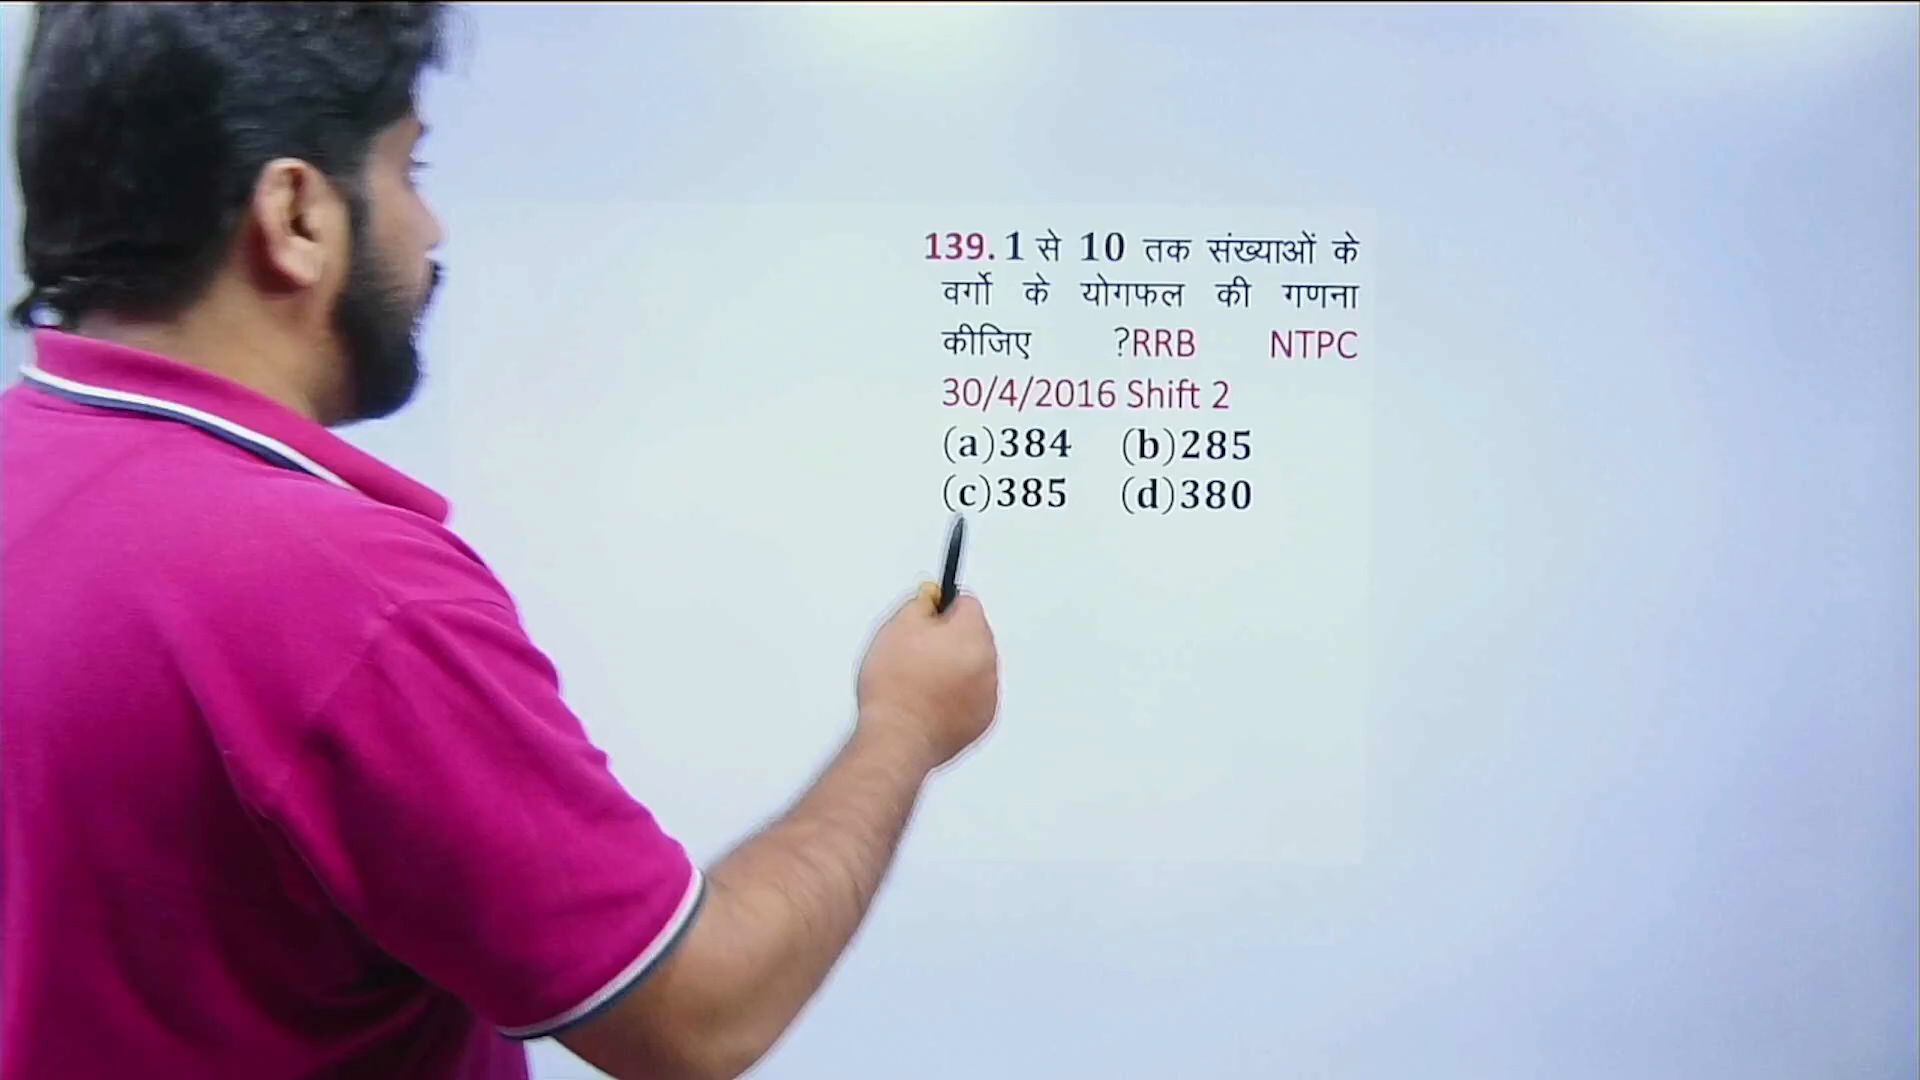 139. 1 से 10 तक संख्याओं के
वर्गो के योगफल की गणना
कीजिए ?RRB NTPC
30/4/2016 Shift 2
(a)384 (b)285
(c)385 (d)380